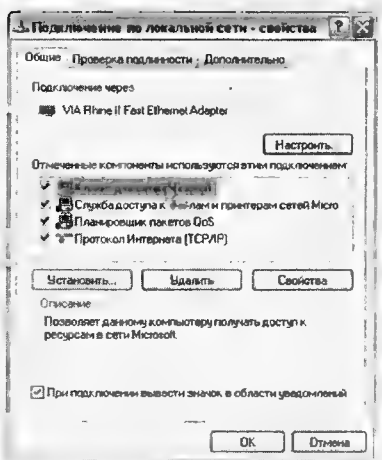 Подключение по локальной сети - свойства
Общие Проверка подлинности Дополнительно
Подключение через
VIA Rhine II Fast Ethernet Adapter
Настроить...
Отмеченные компоненты используются этим подключением
Служба доступа к файлам и принтерам сетей Micro
Планировщик пакетов QoS
Протокол Интернета (TCP/IP)
Установить... Удалить Свойства
Описание
Позволяет данному компьютеру получать доступ к
ресурсам в сети Microsoft.
При подключении вывести значок в области уведомлений
OK Отмена